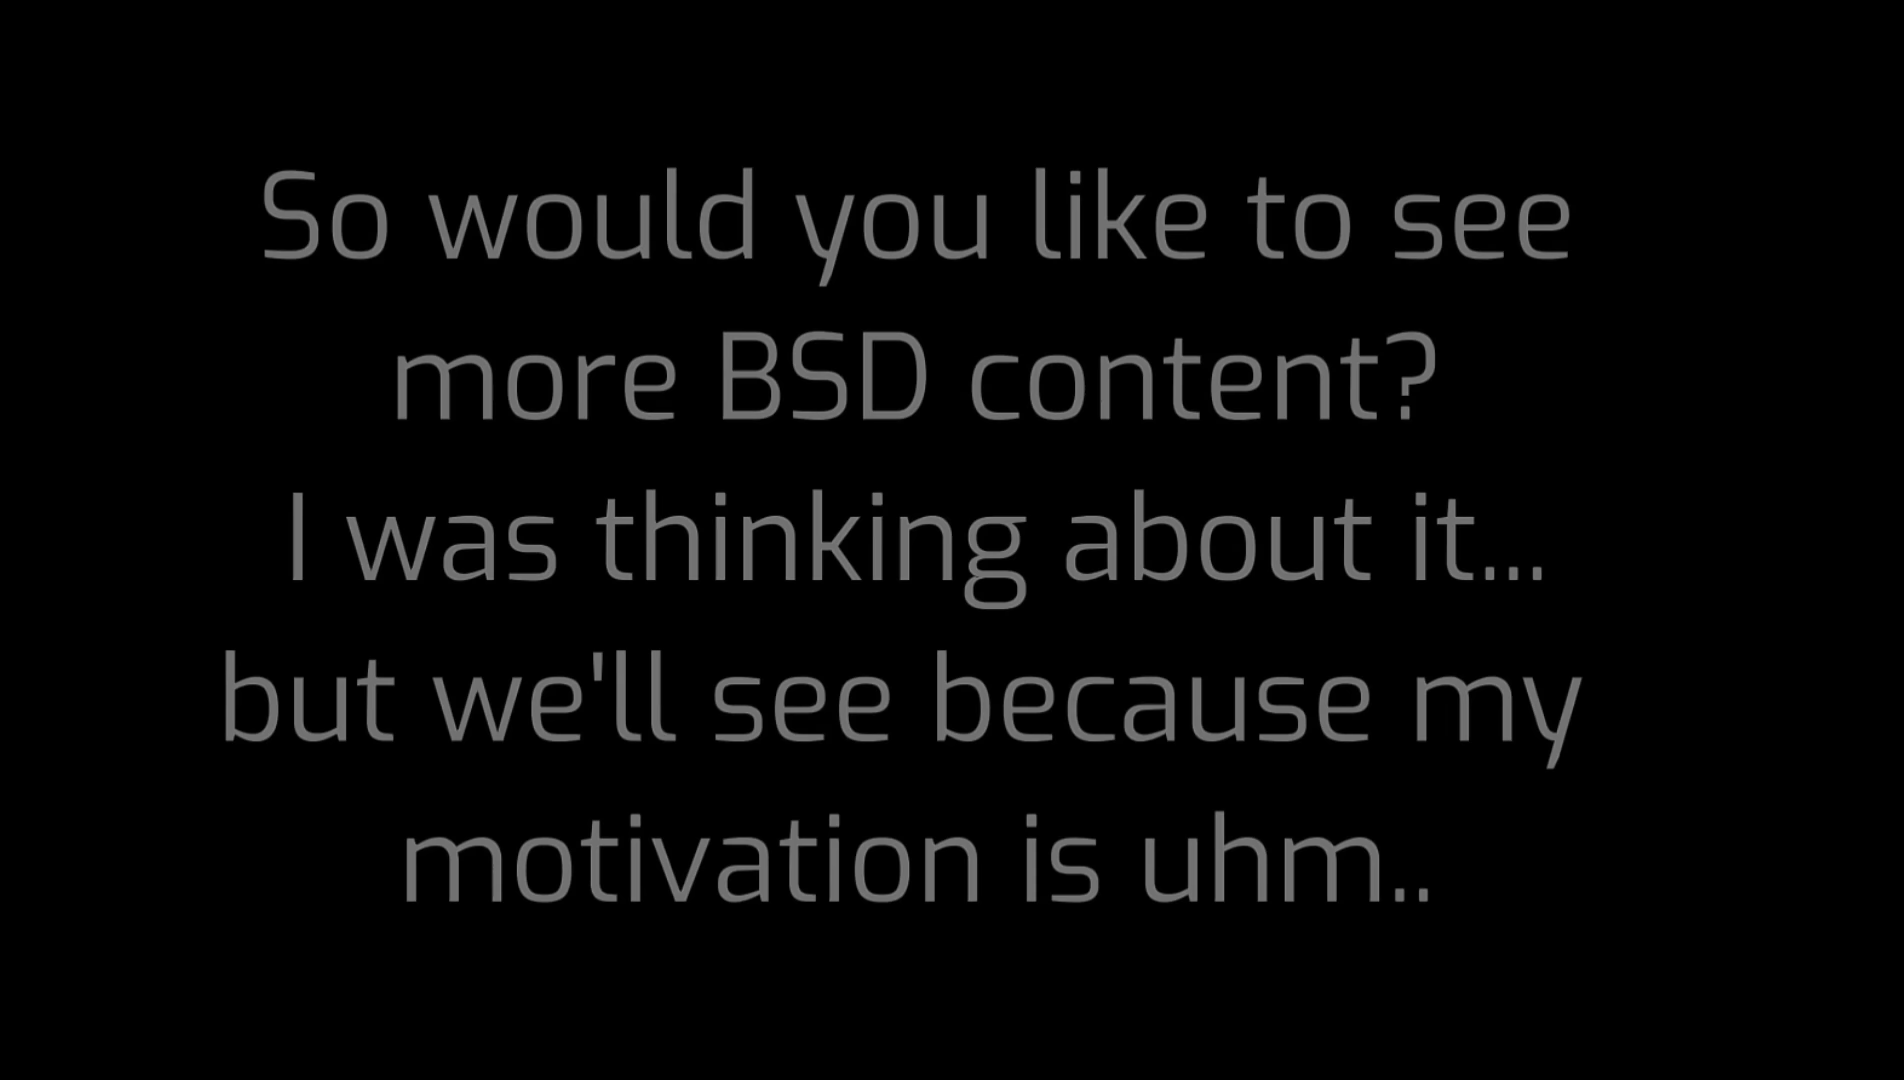 So would you like to see
more BSD content?
I was thinking about it...
but we'll see because my
motivation is uhm..